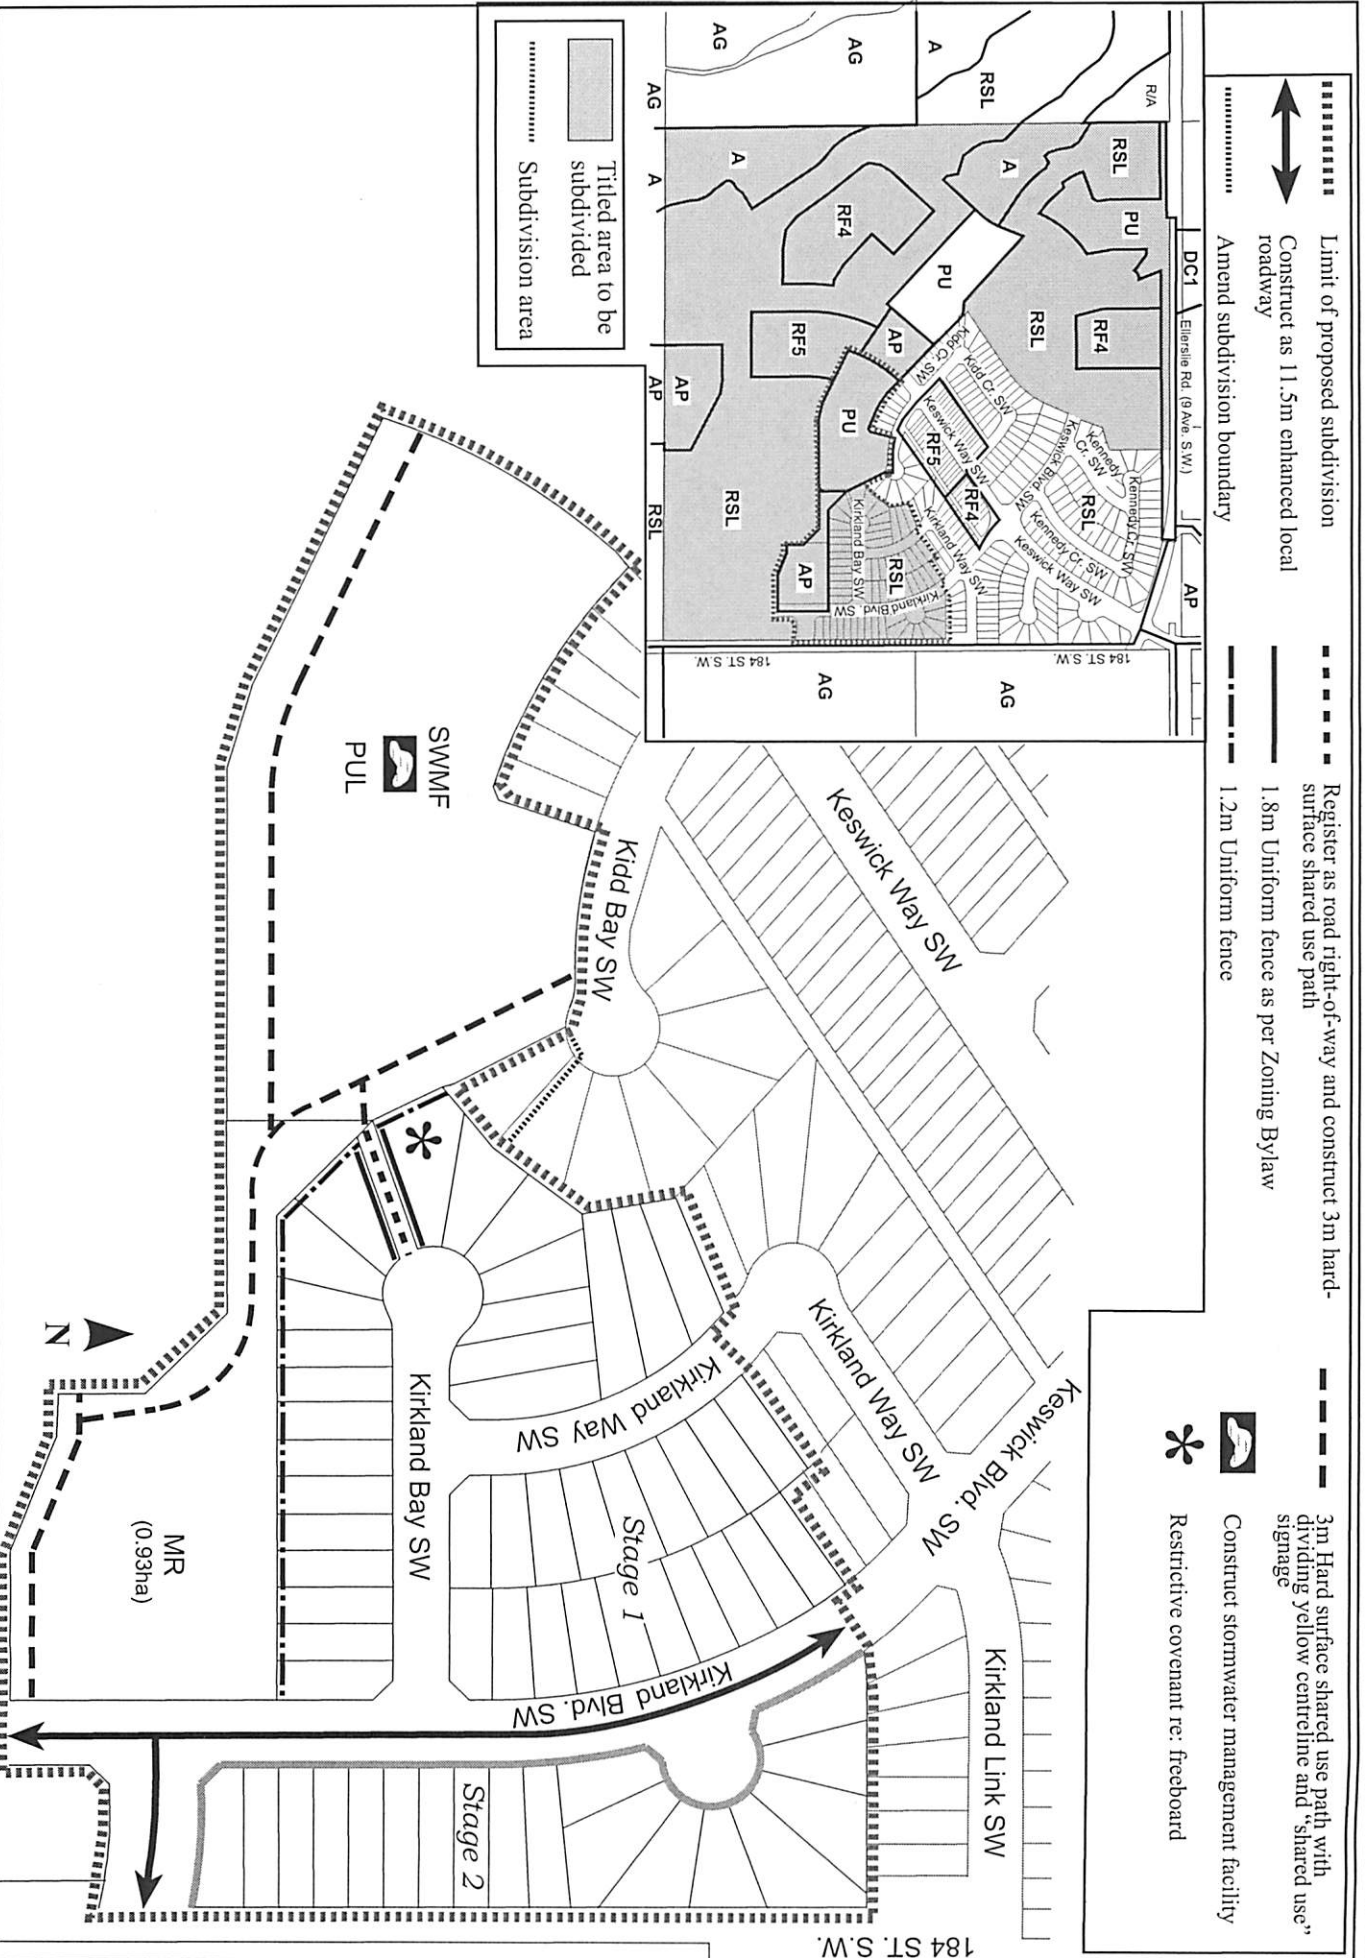 Limit of proposed subdivision
Construct as 11.5m enhanced local
roadway
Amend subdivision boundary
Register as road right-of-way and construct 3m hard-
surface shared use path
1.8m Uniform fence as per Zoning Bylaw
1.2m Uniform fence
3m Hard surface shared use path with
dividing yellow centreline and "shared use"
signage
Construct stormwater management facility
Restrictive covenant re: freeboard
R/A
DC1
Ellerslie Rd. (9 Ave. S.W.)
AP
RSL
A
AG
AG
RSL
PU
A
RF4
RSL
PU
AP
RF4
RF5
A
PU
RSL
AP
AP
RSL
RSL
RF5
RF4
Kidd Cr. SW
Kidd Cr. SW
Keswick Way SW
Keswick Blvd. SW
Kennedy
Cr. SW
Kennedy Cr. SW
Kennedy Cr. SW
Keswick Way SW
Kirkland Way SW
Kirkland Bay SW
Kirkland Blvd. SW
184 ST. S.W.
184 ST. S.W.
AG
AG
AG
A
AP
RSL
Titled area to be
subdivided
Subdivision area
Keswick Way SW
Kidd Bay SW
SWMF
PUL
Kirkland Way SW
Keswick Blvd. SW
Kirkland Way SW
Kirkland Link SW
Kirkland Bay SW
Stage 1
Kirkland Blvd. SW
Stage 2
MR
(0.93ha)
N
184 ST. S.W.